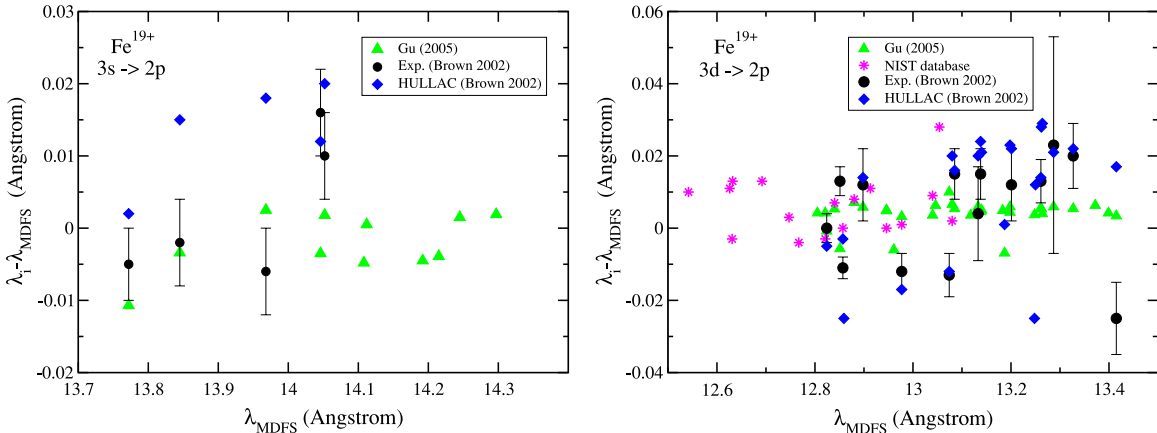 Fe19+
3s -> 2p
Gu (2005)
Exp. (Brown 2002)
HULLAC (Brown 2002)
0.03
0.02
0.01
0
-0.01
-0.02
λi-λMDFS (Angstrom)
13.7 13.8 13.9 14 14.1 14.2 14.3
λMDFS (Angstrom)
Fe19+
3d -> 2p
Gu (2005)
NIST database
Exp. (Brown 2002)
HULLAC (Brown 2002)
0.06
0.04
0.02
0
-0.02
-0.04
λi-λMDFS (Angstrom)
12.6 12.8 13 13.2 13.4
λMDFS (Angstrom)